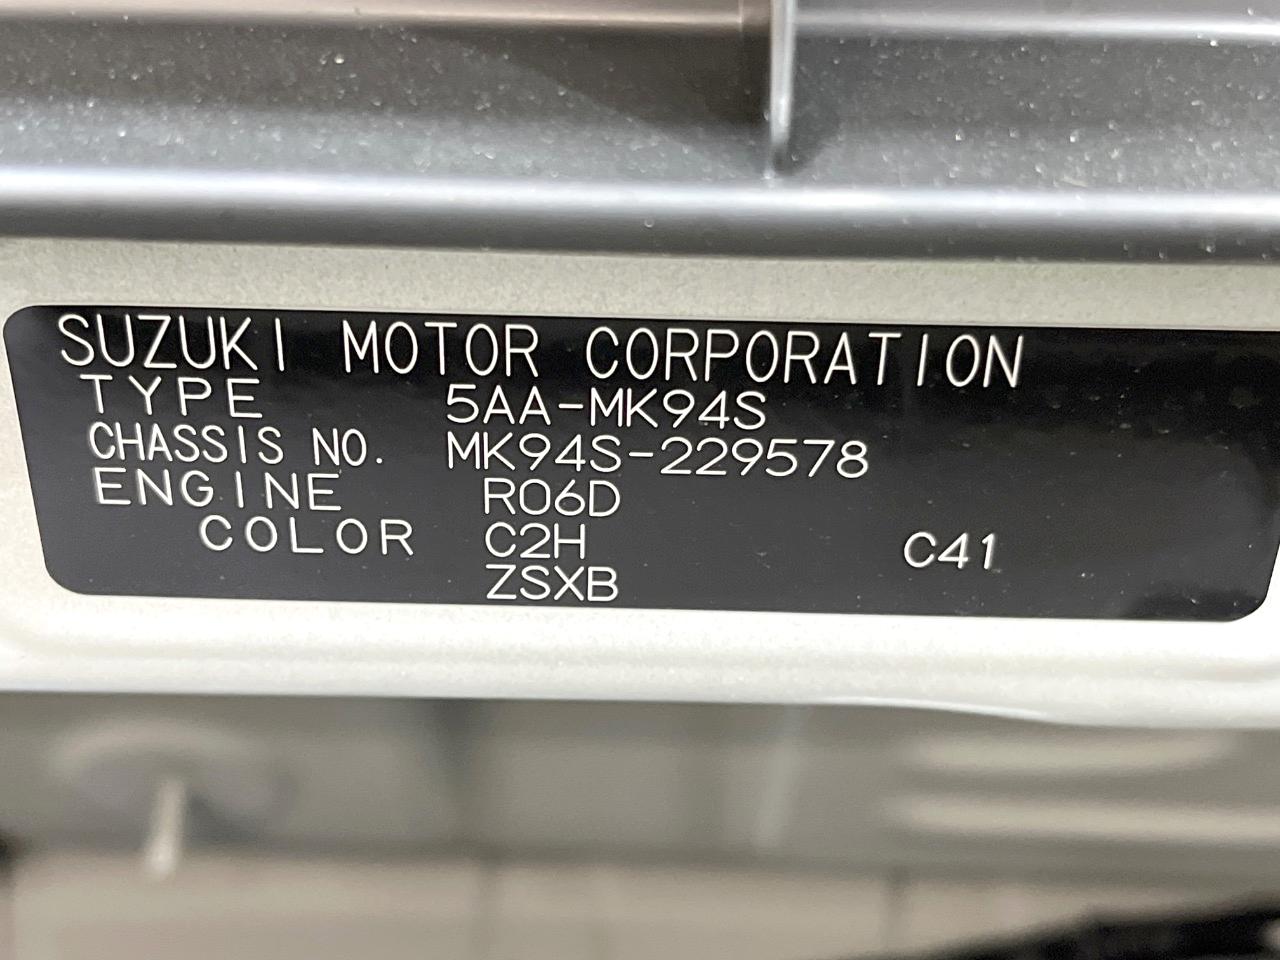 SUZUKI MOTOR CORPORATION
TYPE 5AA-MK94S
CHASSIS NO. MK94S-229578
ENGINE R06D
COLOR C2H C41
ZSXB